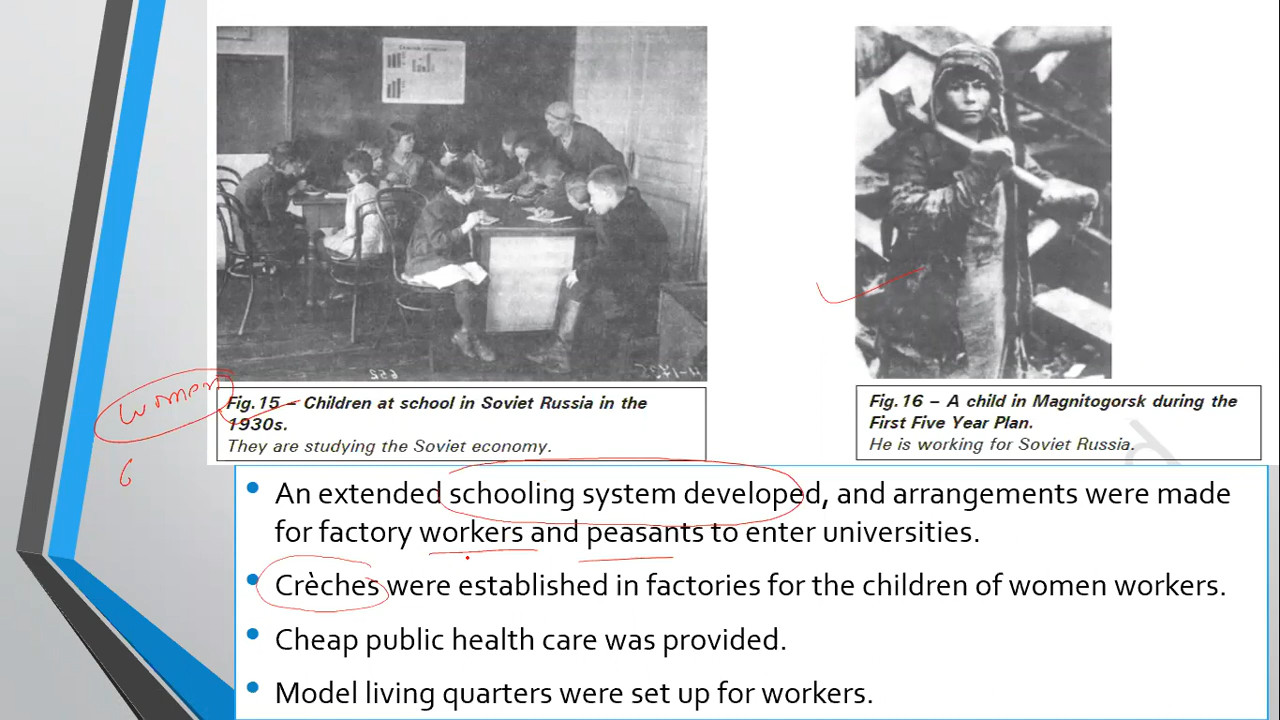 Fig. 15 – Children at school in Soviet Russia in the
1930s.
They are studying the Soviet economy.
Fig. 16 – A child in Magnitogorsk during the
First Five Year Plan.
He is working for Soviet Russia.
women
• An extended schooling system developed, and arrangements were made
for factory workers and peasants to enter universities.
• Crèches were established in factories for the children of women workers.
• Cheap public health care was provided.
• Model living quarters were set up for workers.